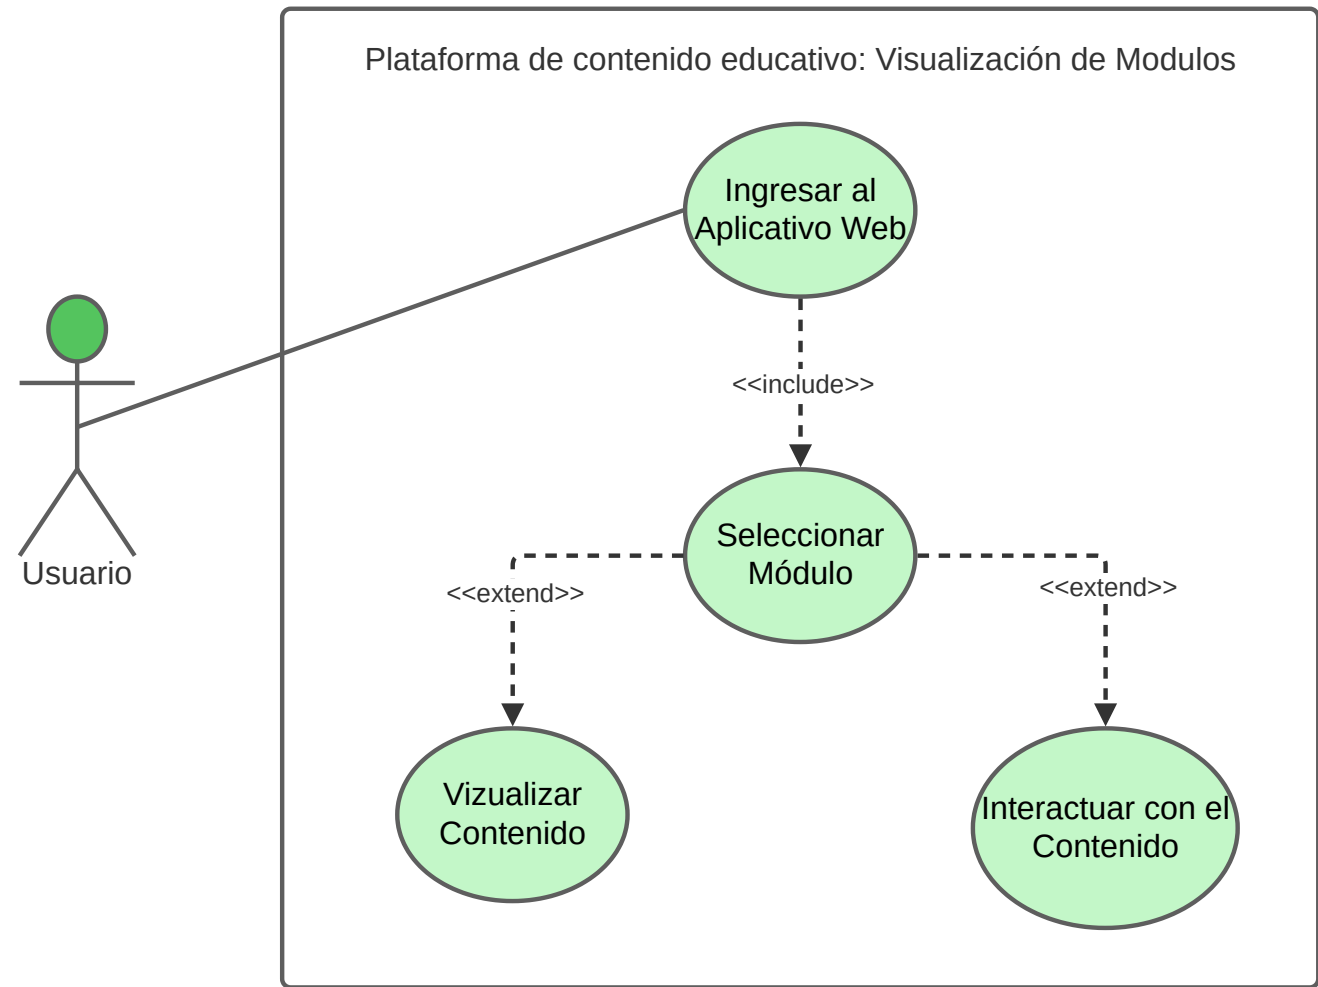 Plataforma de contenido educativo: Visualización de Modulos
Ingresar al
Aplicativo Web
<<include>>
Seleccionar
Módulo
<<extend>>
<<extend>>
Usuario
Vizualizar
Contenido
Interactuar con el
Contenido